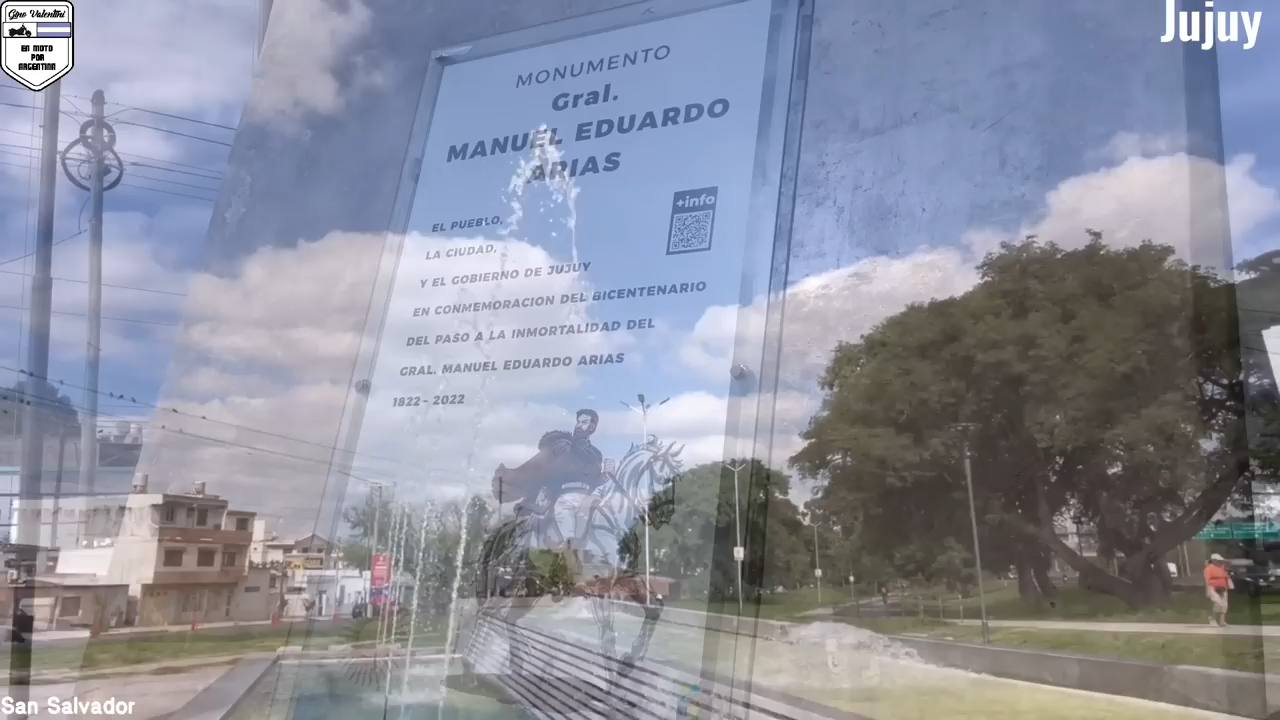 Gino Valentini
EN MOTO
POR
ARGENTINA
Jujuy
MONUMENTO
Gral.
MANUEL EDUARDO
ARIAS
+info
EL PUEBLO,
LA CIUDAD,
Y EL GOBIERNO DE JUJUY
EN CONMEMORACION DEL BICENTENARIO
DEL PASO A LA INMORTALIDAD DEL
GRAL. MANUEL EDUARDO ARIAS
1822- 2022
San Salvador